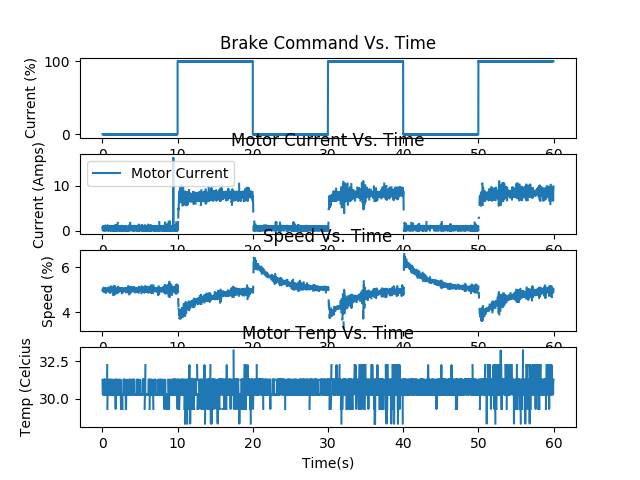 Brake Command Vs. Time
Current (%)
100
0
0 10 20 30 40 50 60
Motor Current Vs. Time
Current (Amps)
Motor Current
10
0
0 10 20 30 40 50 60
Speed Vs. Time
Speed (%)
6
4
0 10 20 30 40 50 60
Motor Tenp Vs. Time
Temp (Celcius
32.5
30.0
0 10 20 30 40 50 60
Time(s)